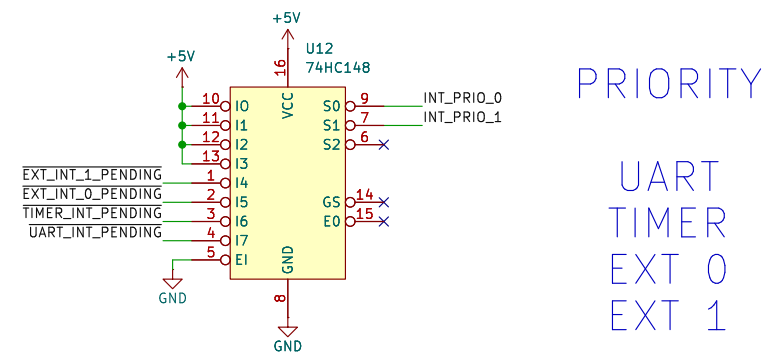 +5V
U12
74HC148
+5V
16
VCC
10 I0 S0 9 INT_PRIO_0
11 I1 S1 7 INT_PRIO_1
12 I2 S2 6
13 I3
EXT_INT_1_PENDING 1 I4
EXT_INT_0_PENDING 2 I5 GS 14
TIMER_INT_PENDING 3 I6 E0 15
UART_INT_PENDING 4 I7
5 EI
GND
GND
8
GND
PRIORITY
UART
TIMER
EXT 0
EXT 1